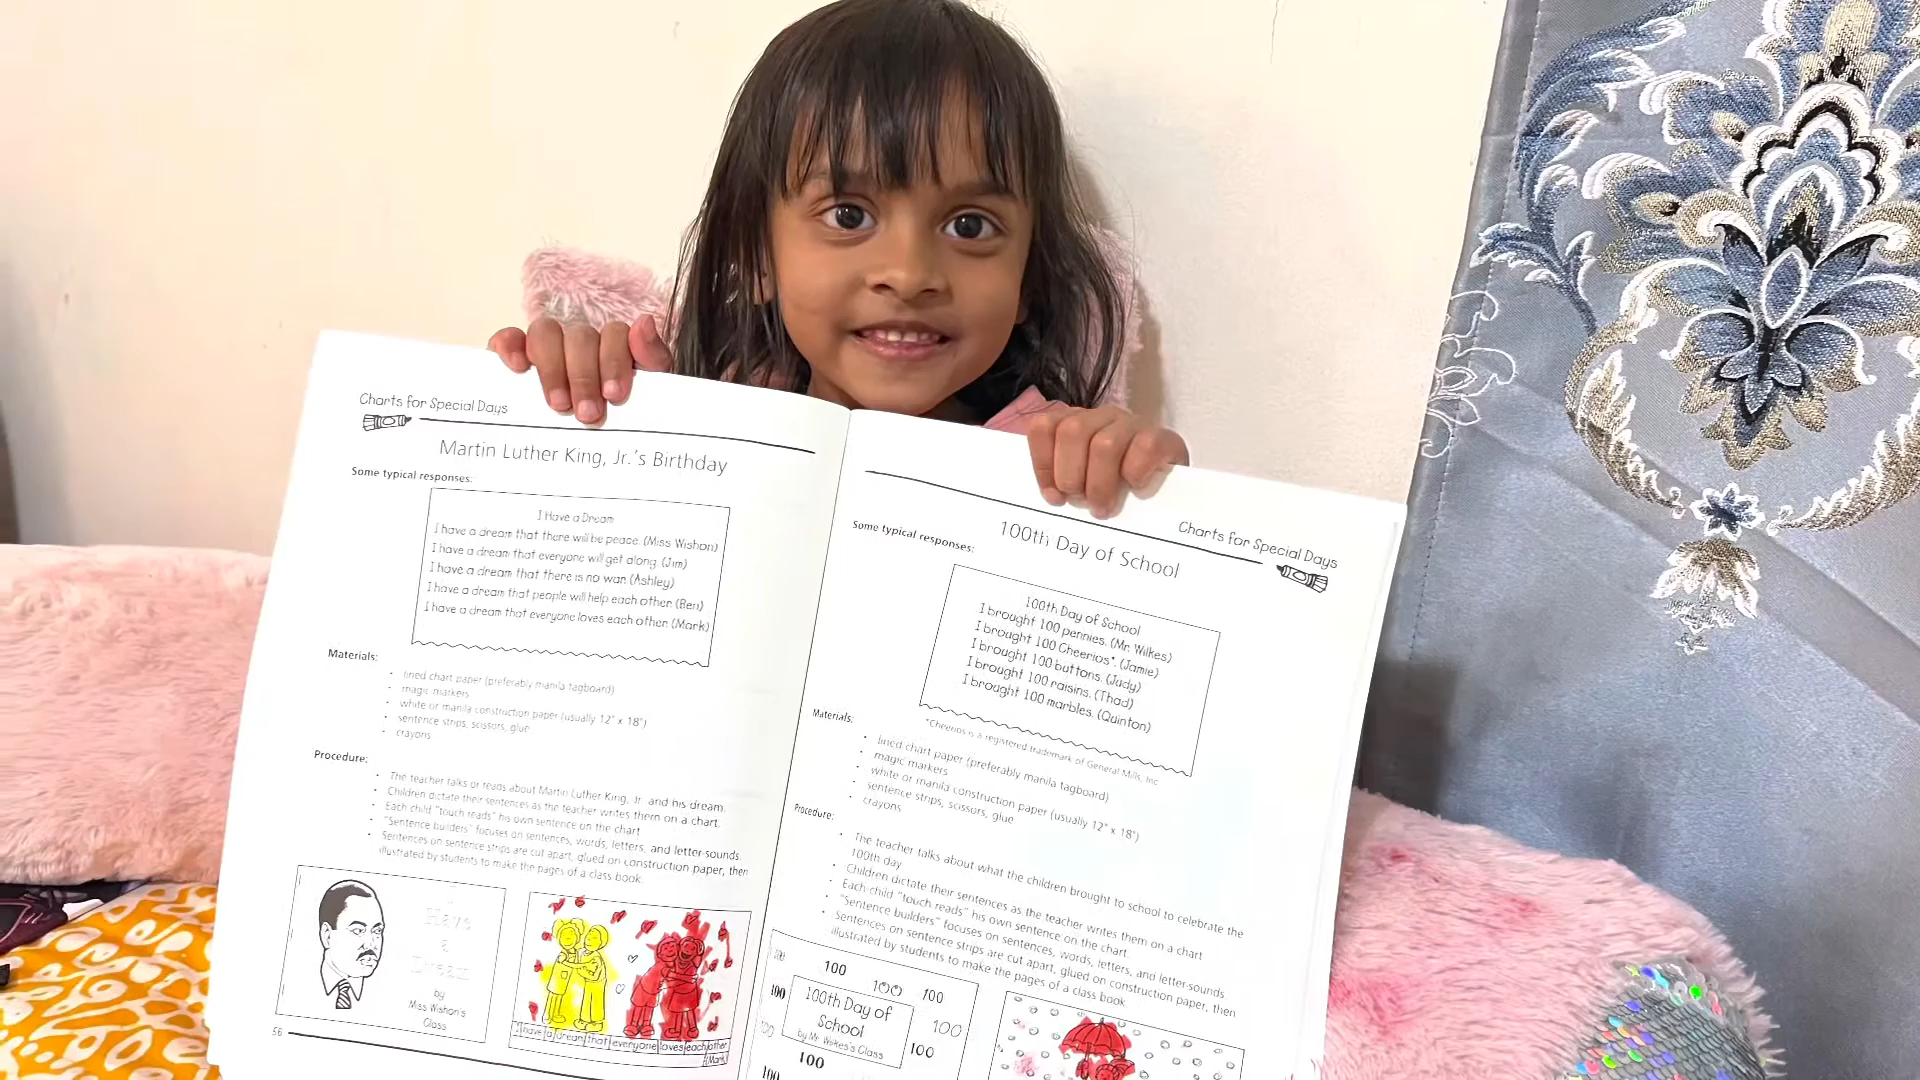 Charts for Special Days
Martin Luther King, Jr.'s Birthday
Some typical responses:
I Have a Dream
I have a dream that there will be peace. (Miss Wishon)
I have a dream that everyone will get along. (Jim)
I have a dream that there is no war. (Ashley)
I have a dream that people will help each other. (Ben)
I have a dream that everyone loves each other. (Mark)
Materials:
• lined chart paper (preferably manila tagboard)
• magic markers
• white or manila construction paper (usually 12" x 18")
• sentence strips, scissors, glue
• crayons
Procedure:
• The teacher talks or reads about Martin Luther King, Jr. and his dream.
• Children dictate their sentences as the teacher writes them on a chart.
• Each child "touch reads" his own sentence on the chart.
• "Sentence builders" focuses on sentences, words, letters, and letter-sounds.
• Sentences on sentence strips are cut apart, glued on construction paper, then
illustrated by students to make the pages of a class book.
a
Dream
by
Miss Wishon's
Class
I have a dream that everyone loves each other
(Mark)
56
Charts for Special Days
100th Day of School
Some typical responses:
100th Day of School
I brought 100 pennies. (Mr. Wilkes)
I brought 100 Cheerios*. (Jamie)
I brought 100 buttons. (Judy)
I brought 100 raisins. (Thad)
I brought 100 marbles. (Quinton)
*Cheerios is a registered trademark of General Mills, Inc.
Materials:
• lined chart paper (preferably manila tagboard)
• magic markers
• white or manila construction paper (usually 12" x 18")
• sentence strips, scissors, glue
• crayons
Procedure:
• The teacher talks about what the children brought to school to celebrate the
100th day.
• Children dictate their sentences as the teacher writes them on a chart.
• Each child "touch reads" his own sentence on the chart.
• "Sentence builders" focuses on sentences, words, letters, and letter-sounds.
• Sentences on sentence strips are cut apart, glued on construction paper, then
illustrated by students to make the pages of a class book.
100 100 100 100
100 100th Day of 100
School
100 by Mr. Wilkes's Class 100
100 100